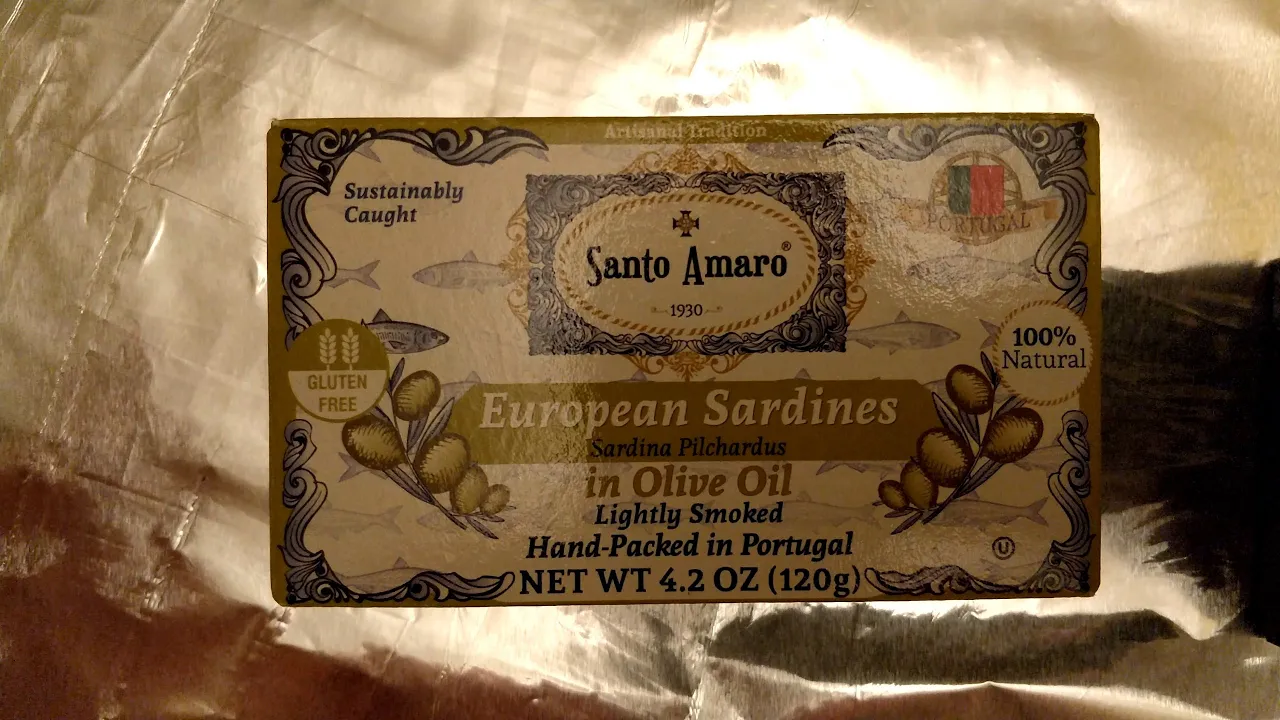 Artisanal Tradition
Sustainably
Caught
Santo Amaro®
1930
PORTUGAL
GLUTEN
FREE
100%
Natural
European Sardines
Sardina Pilchardus
in Olive Oil
Lightly Smoked
Hand-Packed in Portugal
U
NET WT 4.2 OZ (120g)